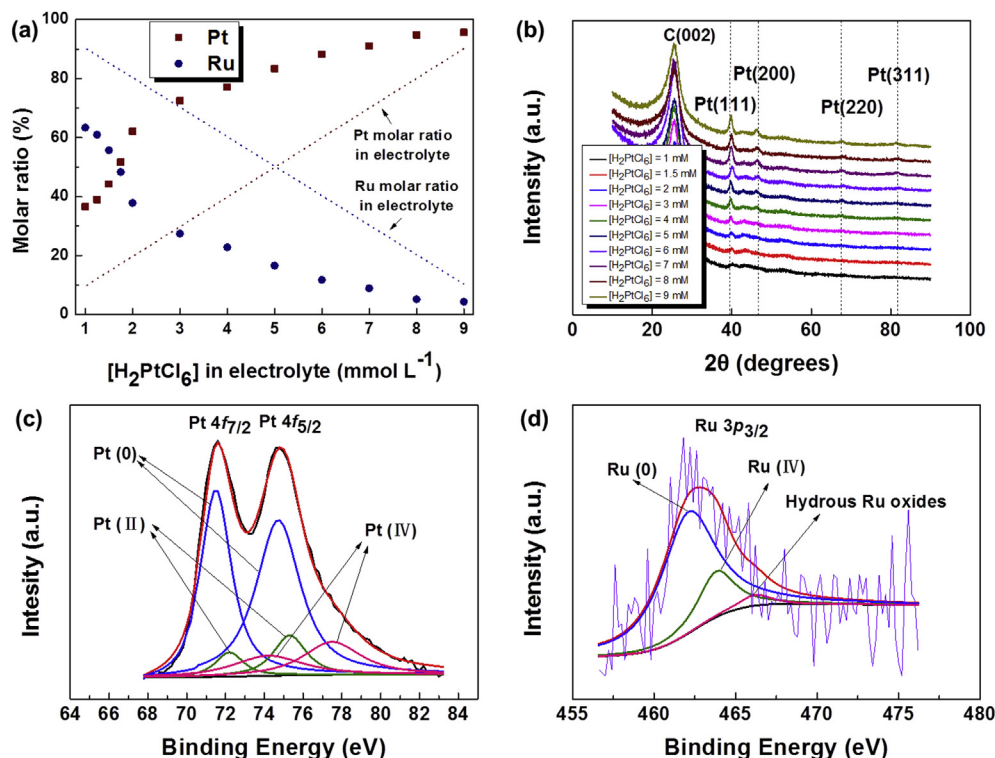 (a)
Pt
Ru
Pt molar ratio
in electrolyte
Ru molar ratio
in electrolyte
Molar ratio (%)
100
80
60
40
20
0
1 2 3 4 5 6 7 8 9
[H₂PtCl₆] in electrolyte (mmol L⁻¹)
(b)
C(002)
Pt(111)
Pt(200)
Pt(220)
Pt(311)
[H₂PtCl₆] = 1 mM
[H₂PtCl₆] = 1.5 mM
[H₂PtCl₆] = 2 mM
[H₂PtCl₆] = 3 mM
[H₂PtCl₆] = 4 mM
[H₂PtCl₆] = 5 mM
[H₂PtCl₆] = 6 mM
[H₂PtCl₆] = 7 mM
[H₂PtCl₆] = 8 mM
[H₂PtCl₆] = 9 mM
Intensity (a.u.)
0 20 40 60 80 100
2θ (degrees)
(c)
Pt 4f₇/₂ Pt 4f₅/₂
Pt (0)
Pt (II)
Pt (IV)
Intesity (a.u.)
64 66 68 70 72 74 76 78 80 82 84
Binding Energy (eV)
(d)
Ru 3p₃/₂
Ru (0)
Ru (IV)
Hydrous Ru oxides
Intensity (a.u.)
455 460 465 470 475 480
Binding Energy (eV)